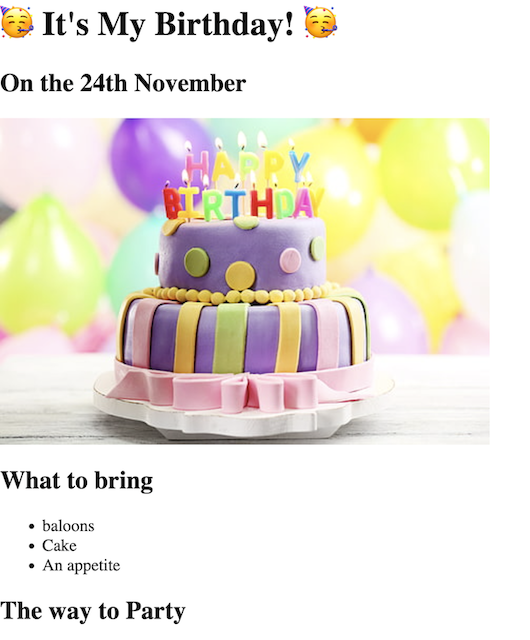 🥳 It's My Birthday! 🥳
On the 24th November
HAPPY
BIRTHDAY
What to bring
• baloons
• Cake
• An appetite
The way to Party